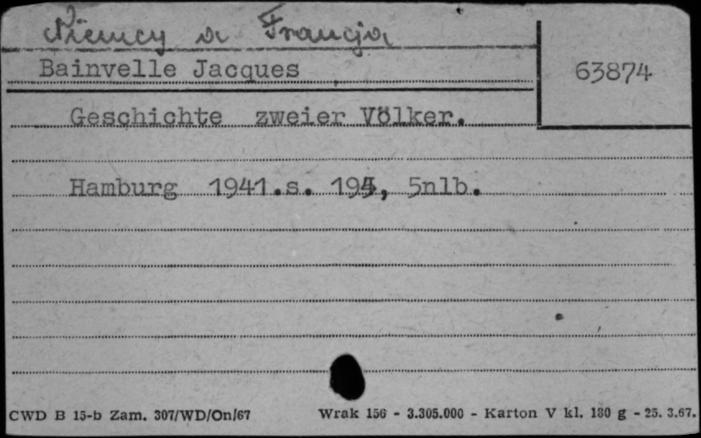 Niemcy a Francja
Bainvelle Jacques
63874
Geschichte zweier Völker.
Hamburg 1941.s. 195, 5nlb.
CWD B 15-b Zam. 307/WD/On/67 Wrak 156 - 3.305.000 - Karton V kl. 180 g - 25. 3.67.